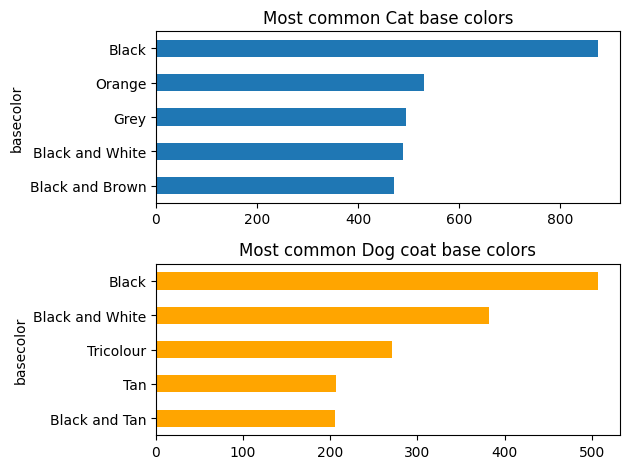 Most common Cat base colors
basecolor
Black
Orange
Grey
Black and White
Black and Brown
0 200 400 600 800
Most common Dog coat base colors
basecolor
Black
Black and White
Tricolour
Tan
Black and Tan
0 100 200 300 400 500